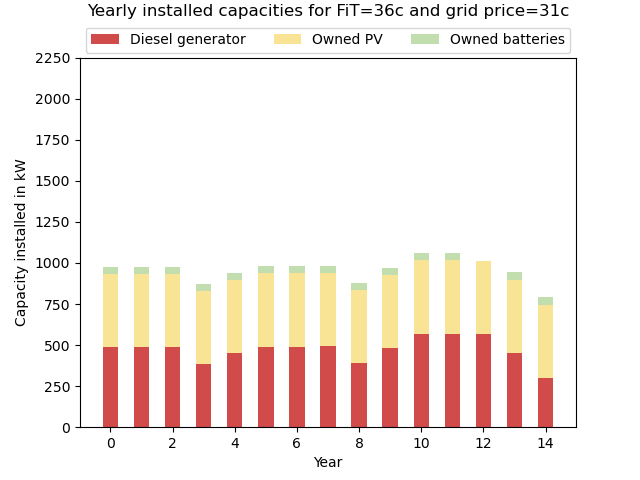 Yearly installed capacities for FiT=36c and grid price=31c
Diesel generator Owned PV Owned batteries
Capacity installed in kW
2250
2000
1750
1500
1250
1000
750
500
250
0
0 2 4 6 8 10 12 14
Year